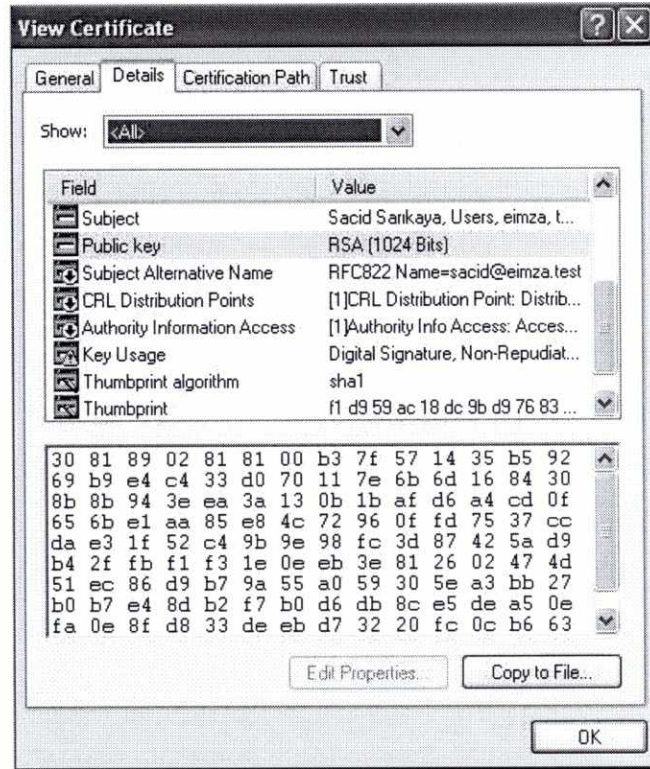 View Certificate
General Details Certification Path Trust
Show: <All>
Field Value
Subject Sacid Sarıkaya, Users, eimza, t...
Public key RSA (1024 Bits)
Subject Alternative Name RFC822 Name=sacid@eimza.test
CRL Distribution Points [1]CRL Distribution Point: Distrib...
Authority Information Access [1]Authority Info Access: Acces...
Key Usage Digital Signature, Non-Repudiat...
Thumbprint algorithm sha1
Thumbprint f1 d9 59 ac 18 dc 9b d9 76 83 ...
30 81 89 02 81 81 00 b3 7f 57 14 35 b5 92
69 b9 e4 c4 33 d0 70 11 7e 6b 6d 16 84 30
8b 8b 94 3e ea 3a 13 0b 1b af d6 a4 cd 0f
65 6b e1 aa 85 e8 4c 72 96 0f fd 75 37 cc
da e3 1f 52 c4 9b 9e 98 fc 3d 87 42 5a d9
b4 2f fb f1 f3 1e 0e eb 3e 81 26 02 47 4d
51 ec 86 d9 b7 9a 55 a0 59 30 5e a3 bb 27
b0 b7 e4 8d b2 f7 b0 d6 db 8c e5 de a5 0e
fa 0e 8f d8 33 de eb d7 32 20 fc 0c b6 63
Edit Properties... Copy to File...
OK